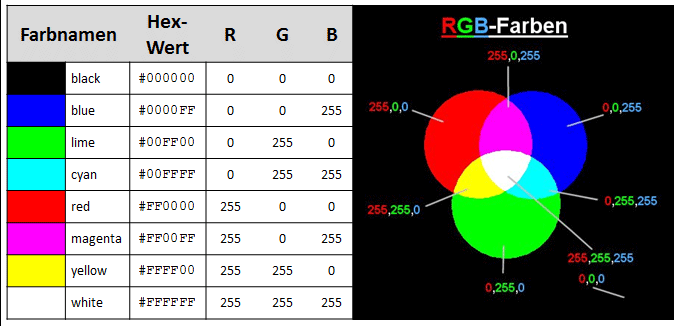 Farbnamen Hex-Wert R G B
black #000000 0 0 0
blue #0000FF 0 0 255
lime #00FF00 0 255 0
cyan #00FFFF 0 255 255
red #FF0000 255 0 0
magenta #FF00FF 255 0 255
yellow #FFFF00 255 255 0
white #FFFFFF 255 255 255
RGB-Farben
255,0,255
255,0,0
0,0,255
255,255,0
0,255,255
255,255,255
0,0,0
0,255,0